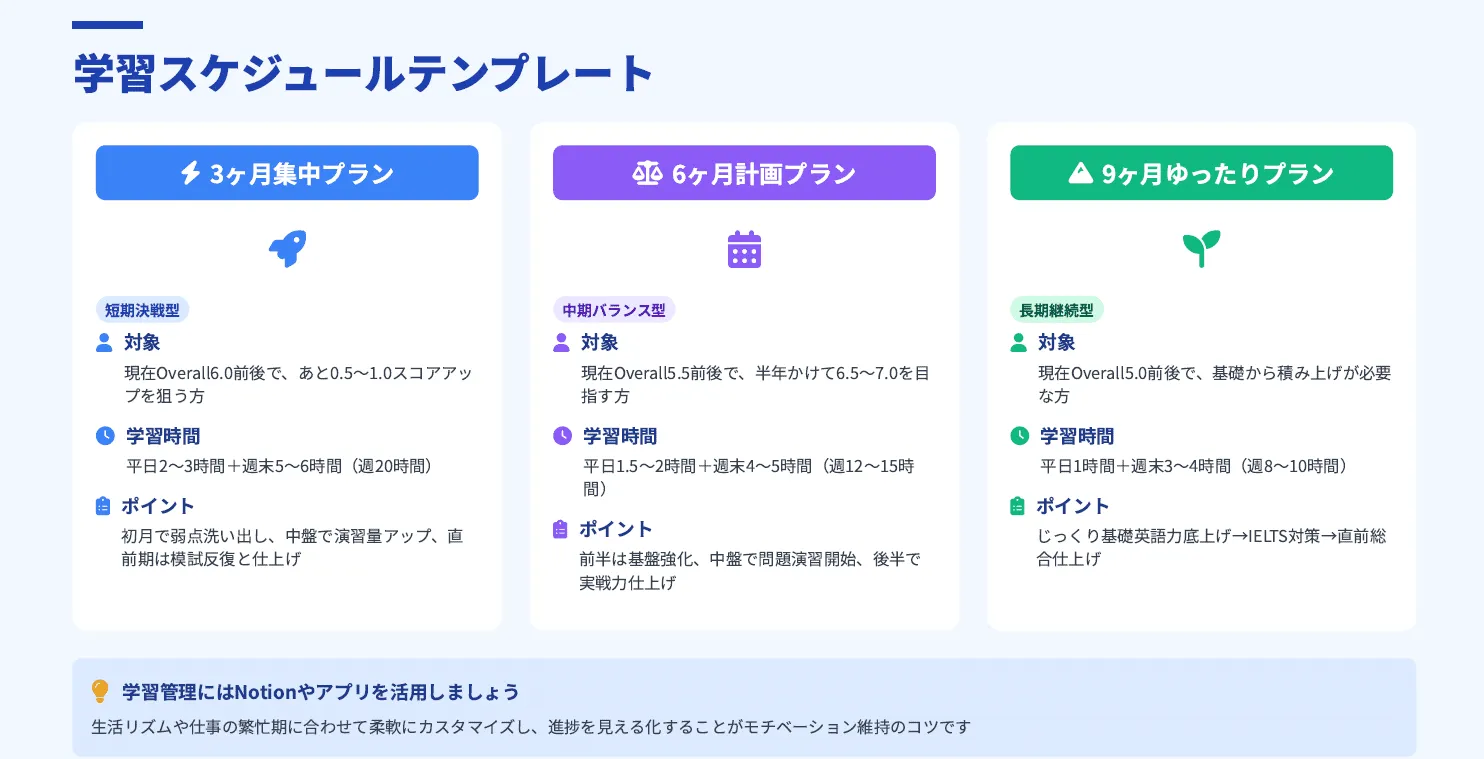 学習スケジュールテンプレート
3ヶ月集中プラン
短期決戦型
対象
現在Overall6.0前後で、あと0.5〜1.0スコアアッ
プを狙う方
学習時間
平日2〜3時間＋週末5〜6時間（週20時間）
ポイント
初月で弱点洗い出し、中盤で演習量アップ、直
前期は模試反復と仕上げ
6ヶ月計画プラン
中期バランス型
対象
現在Overall5.5前後で、半年かけて6.5〜7.0を目
指す方
学習時間
平日1.5〜2時間＋週末4〜5時間（週12〜15時
間）
ポイント
前半は基盤強化、中盤で問題演習開始、後半で
実戦力仕上げ
9ヶ月ゆったりプラン
長期継続型
対象
現在Overall5.0前後で、基礎から積み上げが必要
な方
学習時間
平日1時間＋週末3〜4時間（週8〜10時間）
ポイント
じっくり基礎英語力底上げ→IELTS対策→直前総
合仕上げ
学習管理にはNotionやアプリを活用しましょう
生活リズムや仕事の繁忙期に合わせて柔軟にカスタマイズし、進捗を見える化することがモチベーション維持のコツです